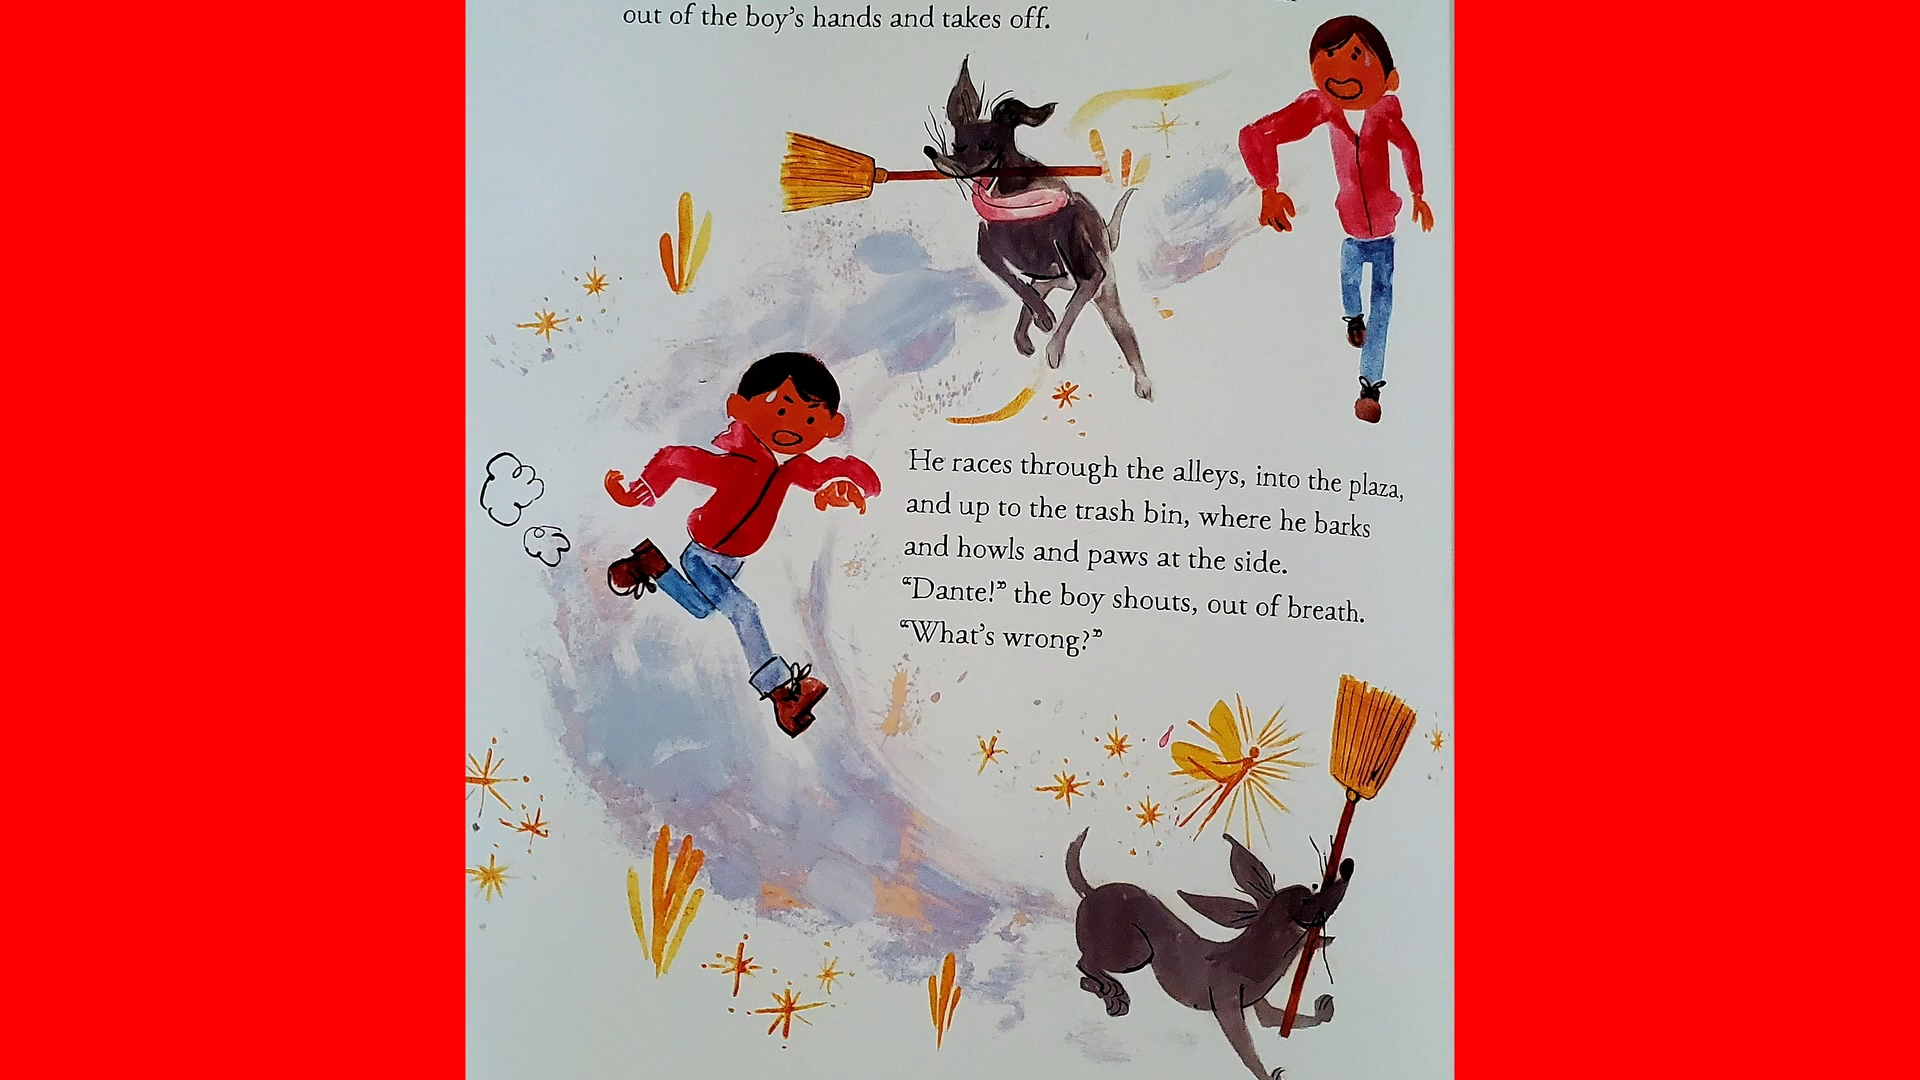 out of the boy’s hands and takes off.
He races through the alleys, into the plaza,
and up to the trash bin, where he barks
and howls and paws at the side.
“Dante!” the boy shouts, out of breath.
“What’s wrong?”